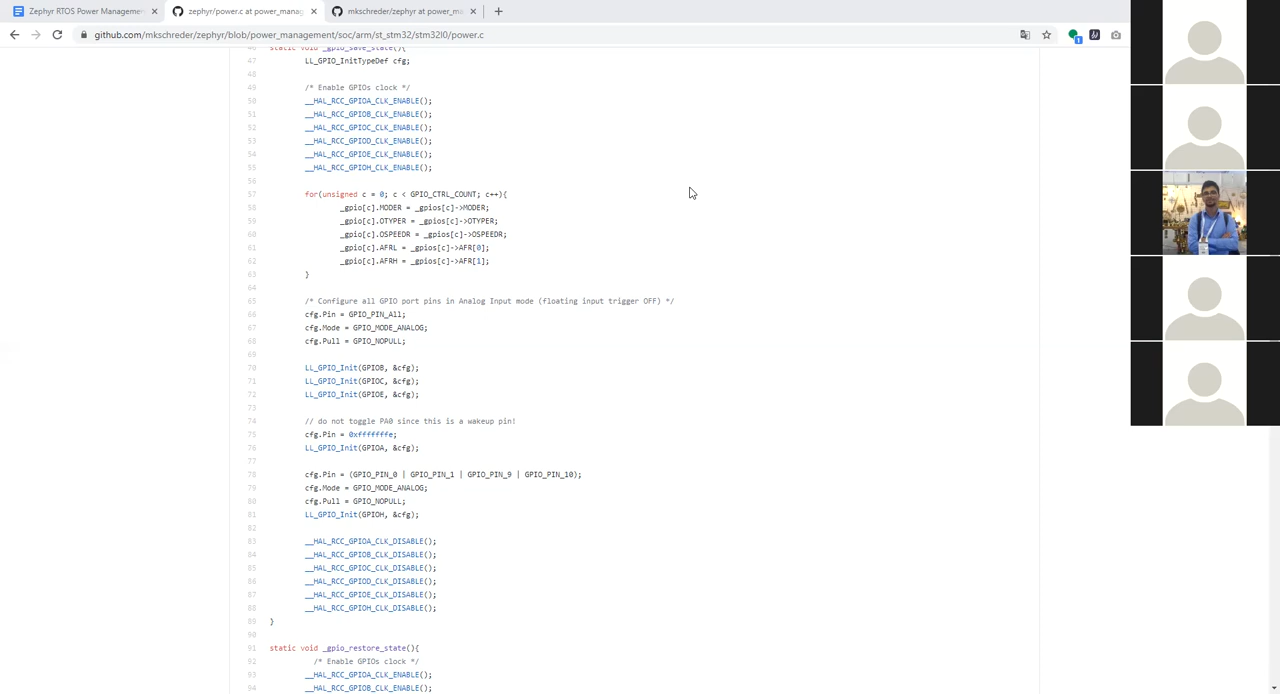 Zephyr RTOS Power Managemen
zephyr/power.c at power_manag
mkschreder/zephyr at power_ma
github.com/mkschreder/zephyr/blob/power_management/soc/arm/st_stm32/stm32l0/power.c
46 static void _gpio_save_state(){
47 LL_GPIO_InitTypeDef cfg;
48
49 /* Enable GPIOs clock */
50 __HAL_RCC_GPIOA_CLK_ENABLE();
51 __HAL_RCC_GPIOB_CLK_ENABLE();
52 __HAL_RCC_GPIOC_CLK_ENABLE();
53 __HAL_RCC_GPIOD_CLK_ENABLE();
54 __HAL_RCC_GPIOE_CLK_ENABLE();
55 __HAL_RCC_GPIOH_CLK_ENABLE();
56
57 for(unsigned c = 0; c < GPIO_CTRL_COUNT; c++){
58 _gpio[c].MODER = _gpios[c]->MODER;
59 _gpio[c].OTYPER = _gpios[c]->OTYPER;
60 _gpio[c].OSPEEDR = _gpios[c]->OSPEEDR;
61 _gpio[c].AFRL = _gpios[c]->AFR[0];
62 _gpio[c].AFRH = _gpios[c]->AFR[1];
63 }
64
65 /* Configure all GPIO port pins in Analog Input mode (floating input trigger OFF) */
66 cfg.Pin = GPIO_PIN_All;
67 cfg.Mode = GPIO_MODE_ANALOG;
68 cfg.Pull = GPIO_NOPULL;
69
70 LL_GPIO_Init(GPIOB, &cfg);
71 LL_GPIO_Init(GPIOC, &cfg);
72 LL_GPIO_Init(GPIOE, &cfg);
73
74 // do not toggle PA0 since this is a wakeup pin!
75 cfg.Pin = 0xfffffffe;
76 LL_GPIO_Init(GPIOA, &cfg);
77
78 cfg.Pin = (GPIO_PIN_0 | GPIO_PIN_1 | GPIO_PIN_9 | GPIO_PIN_10);
79 cfg.Mode = GPIO_MODE_ANALOG;
80 cfg.Pull = GPIO_NOPULL;
81 LL_GPIO_Init(GPIOH, &cfg);
82
83 __HAL_RCC_GPIOA_CLK_DISABLE();
84 __HAL_RCC_GPIOB_CLK_DISABLE();
85 __HAL_RCC_GPIOC_CLK_DISABLE();
86 __HAL_RCC_GPIOD_CLK_DISABLE();
87 __HAL_RCC_GPIOE_CLK_DISABLE();
88 __HAL_RCC_GPIOH_CLK_DISABLE();
89 }
90
91 static void _gpio_restore_state(){
92 /* Enable GPIOs clock */
93 __HAL_RCC_GPIOA_CLK_ENABLE();
94 __HAL_RCC_GPIOB_CLK_ENABLE();